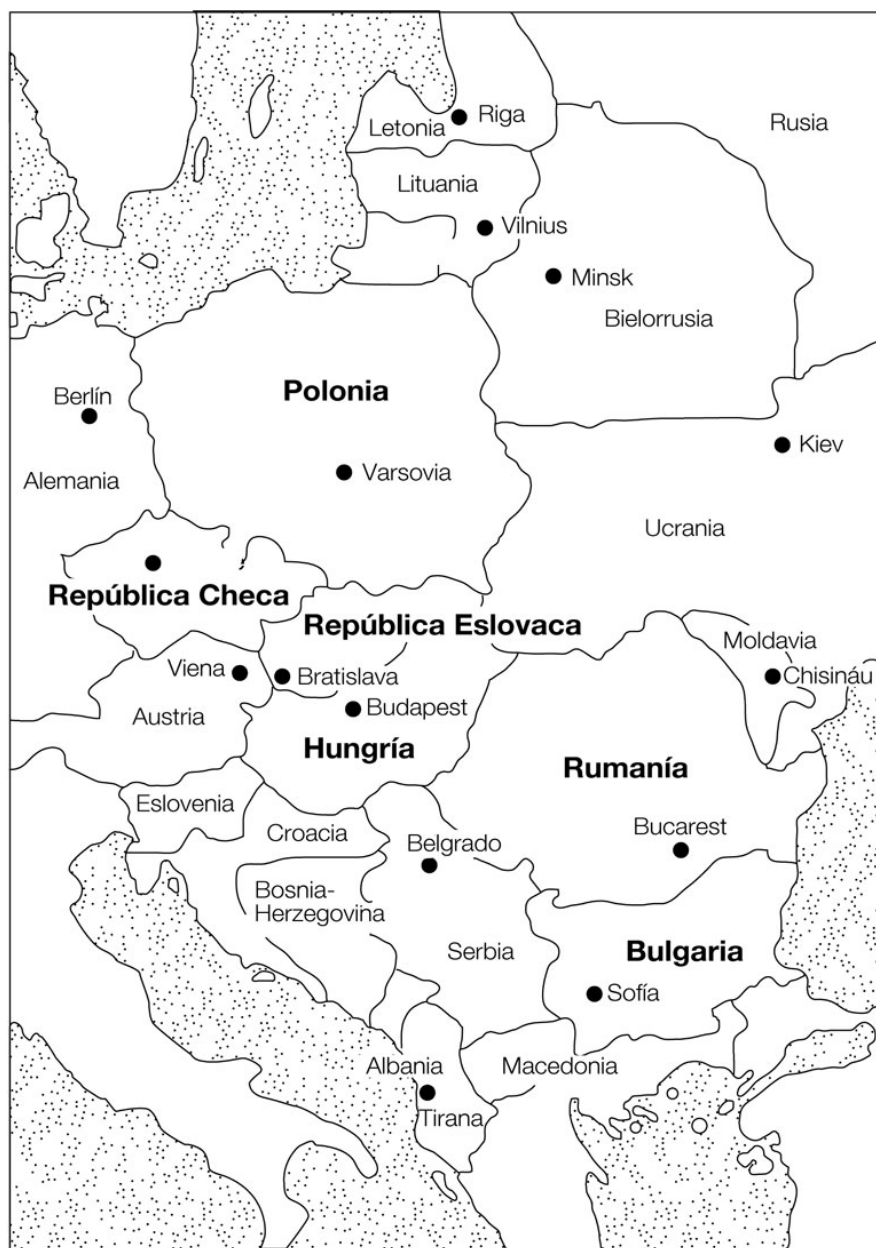 Riga
Letonia
Rusia
Lituania
Vilnius
Minsk
Bielorrusia
Polonia
Berlín
Kiev
Varsovia
Alemania
Ucrania
República Checa
República Eslovaca
Moldavia
Viena
Bratislava
Chisináu
Austria
Budapest
Hungría
Rumanía
Eslovenia
Bucarest
Croacia
Belgrado
Bosnia-
Herzegovina
Serbia
Bulgaria
Sofía
Albania
Macedonia
Tirana